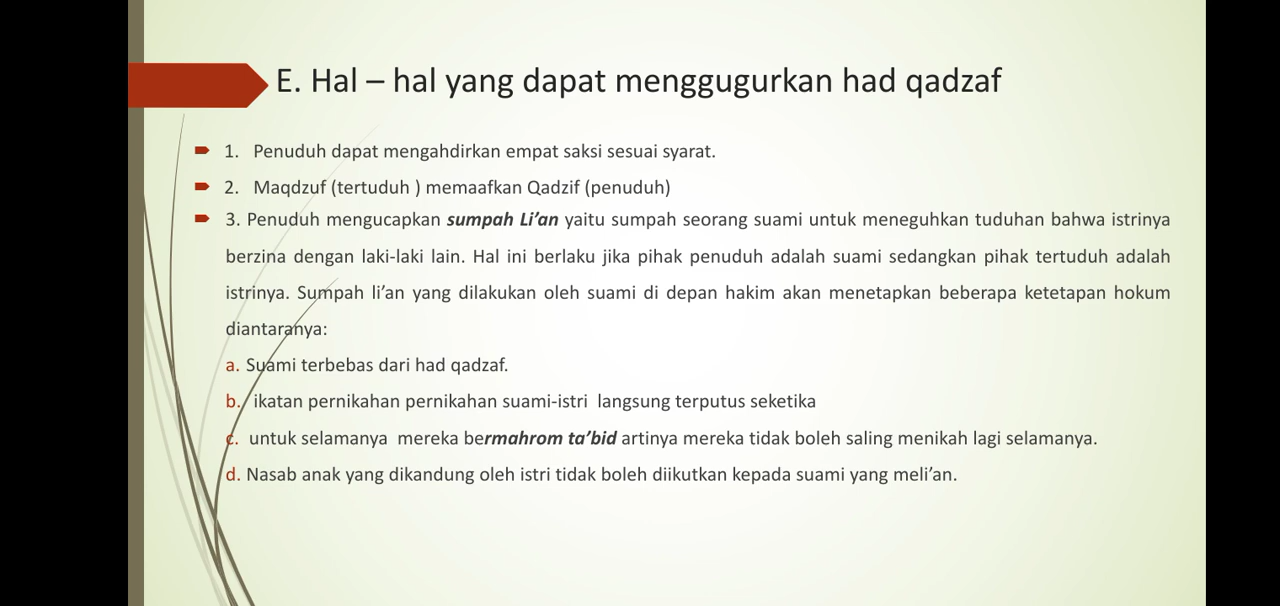 E. Hal – hal yang dapat menggugurkan had qadzaf
1. Penuduh dapat mengahdirkan empat saksi sesuai syarat.
2. Maqdzuf (tertuduh ) memaafkan Qadzif (penuduh)
3. Penuduh mengucapkan sumpah Li’an yaitu sumpah seorang suami untuk meneguhkan tuduhan bahwa istrinya
berzina dengan laki-laki lain. Hal ini berlaku jika pihak penuduh adalah suami sedangkan pihak tertuduh adalah
istrinya. Sumpah li’an yang dilakukan oleh suami di depan hakim akan menetapkan beberapa ketetapan hokum
diantaranya:
a. Suami terbebas dari had qadzaf.
b. ikatan pernikahan pernikahan suami-istri langsung terputus seketika
c. untuk selamanya mereka bermahrom ta’bid artinya mereka tidak boleh saling menikah lagi selamanya.
d. Nasab anak yang dikandung oleh istri tidak boleh diikutkan kepada suami yang meli’an.